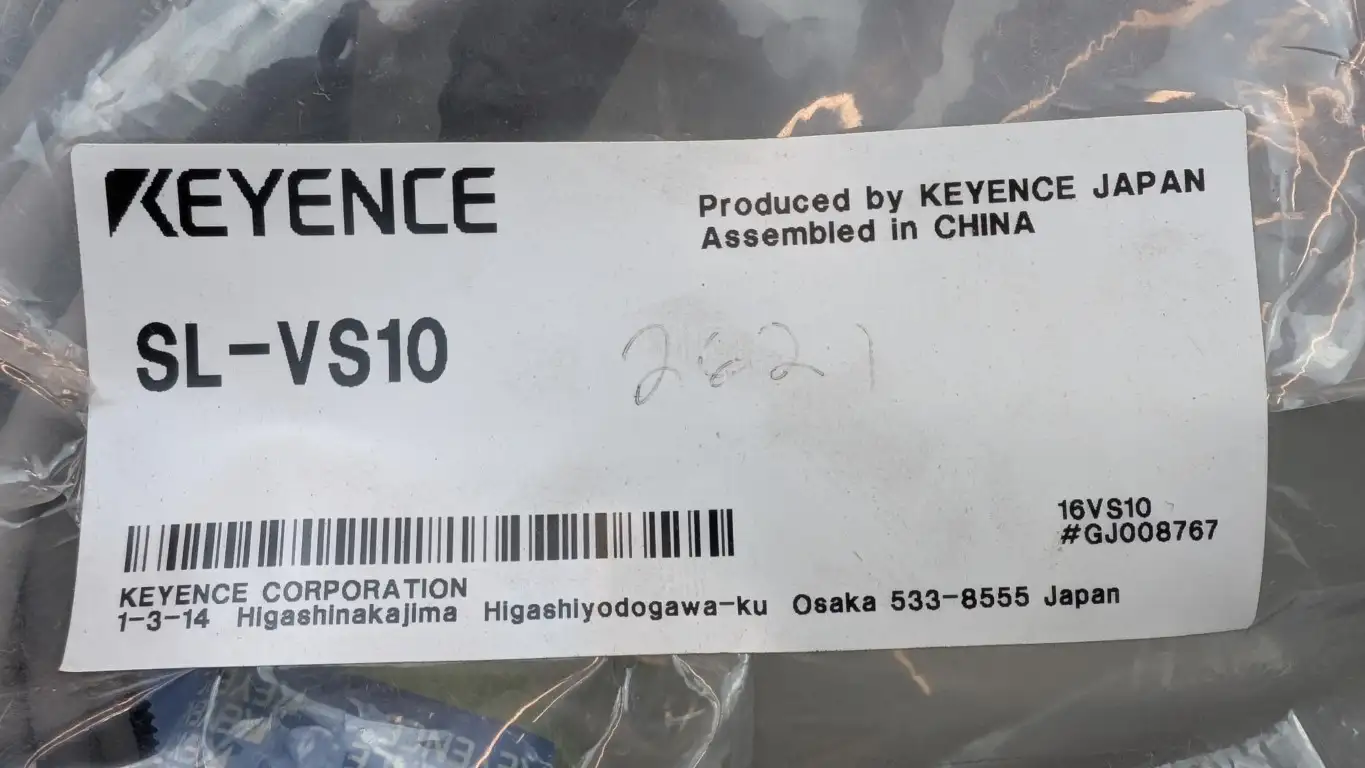 KEYENCE
Produced by KEYENCE JAPAN
Assembled in CHINA
SL-VS10
16VS10
#GJ008767
KEYENCE CORPORATION
1-3-14 Higashinakajima Higashiyodogawa-ku Osaka 533-8555 Japan